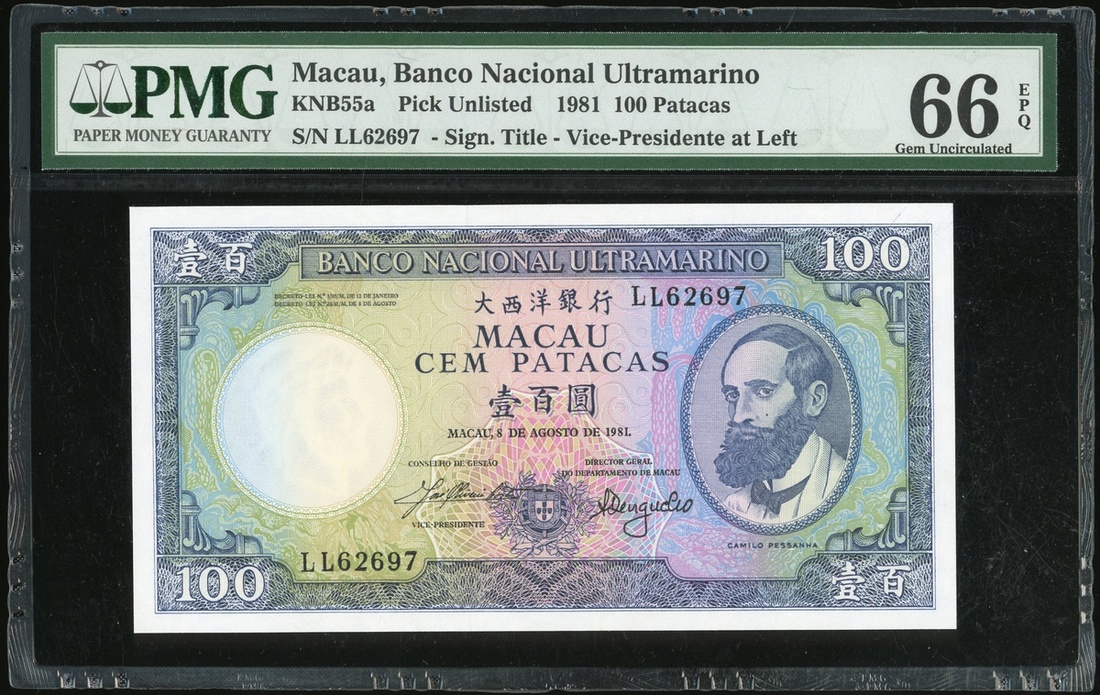 PMG
PAPER MONEY GUARANTY
Macau, Banco Nacional Ultramarino
KNB55a Pick Unlisted 1981 100 Patacas
S/N LL62697 - Sign. Title - Vice-Presidente at Left
66 EPQ
Gem Uncirculated
壹百
100
BANCO NACIONAL ULTRAMARINO
大西洋銀行
LL62697
MACAU
CEM PATACAS
壹百圓
MACAU, 8 DE AGOSTO DE 1981.
CONSELHO DE GESTÃO
VICE-PRESIDENTE
DIRECTOR GERAL
DO DEPARTAMENTO DE MACAU
CAMILO PESSANHA
LL62697
100
壹百